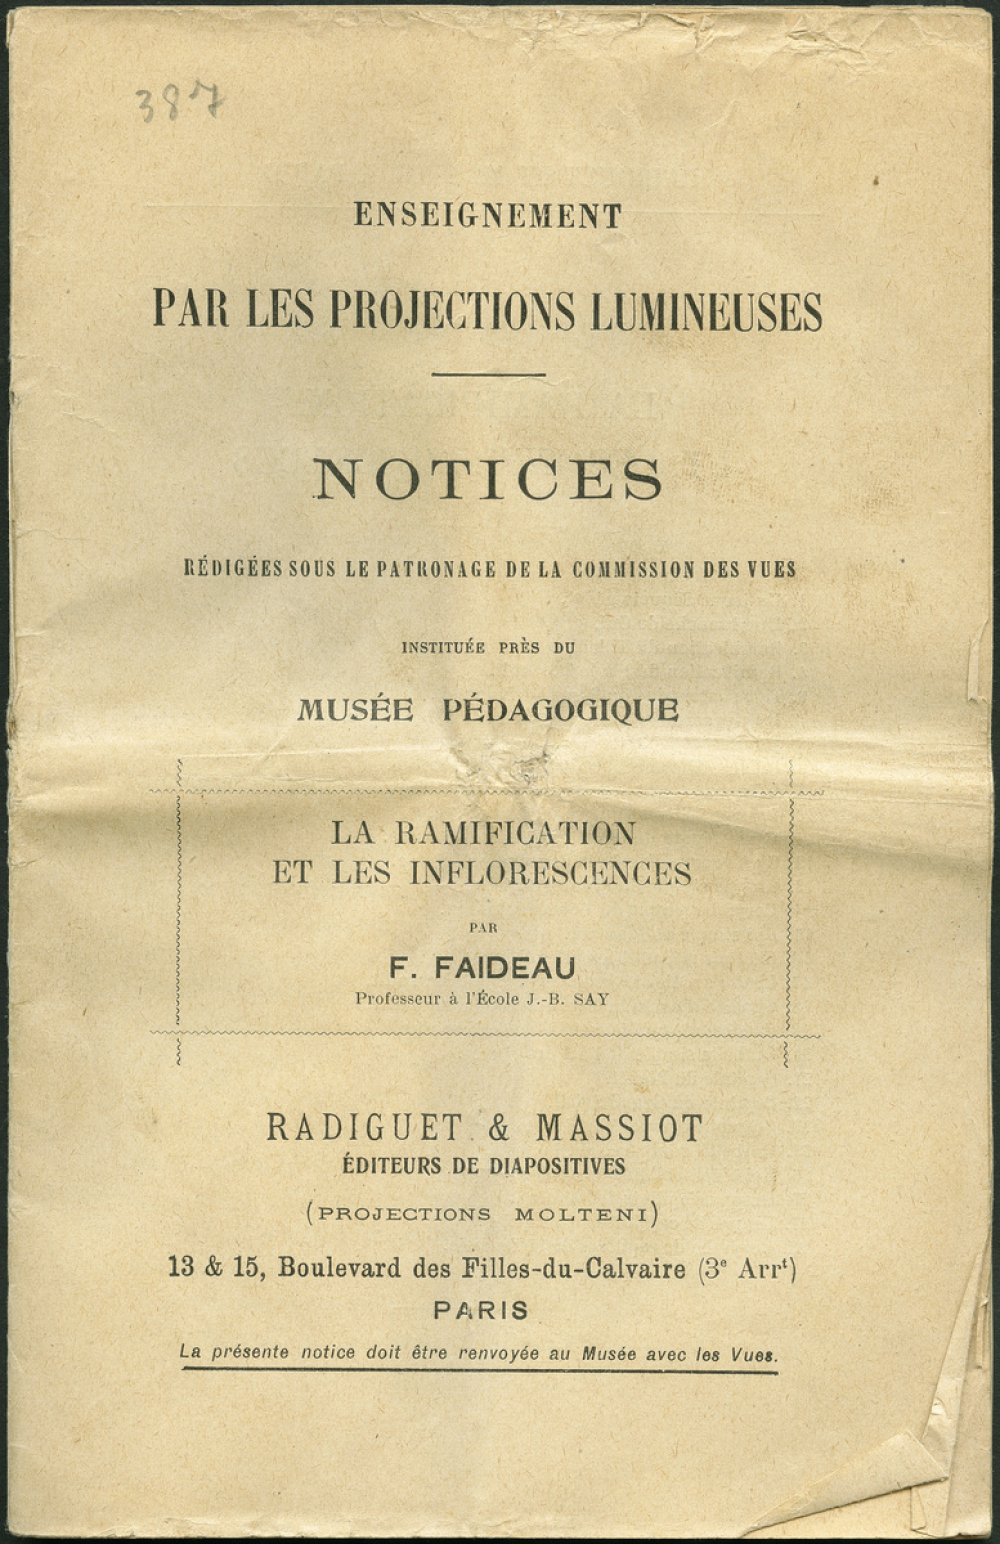 387
ENSEIGNEMENT
PAR LES PROJECTIONS LUMINEUSES
NOTICES
RÉDIGÉES SOUS LE PATRONAGE DE LA COMMISSION DES VUES
INSTITUÉE PRÈS DU
MUSÉE PÉDAGOGIQUE
LA RAMIFICATION
ET LES INFLORESCENCES
PAR
F. FAIDEAU
Professeur à l'École J.-B. SAY
RADIGUET & MASSIOT
ÉDITEURS DE DIAPOSITIVES
(PROJECTIONS MOLTENI)
13 & 15, Boulevard des Filles-du-Calvaire (3e Arrt)
PARIS
La présente notice doit être renvoyée au Musée avec les Vues.